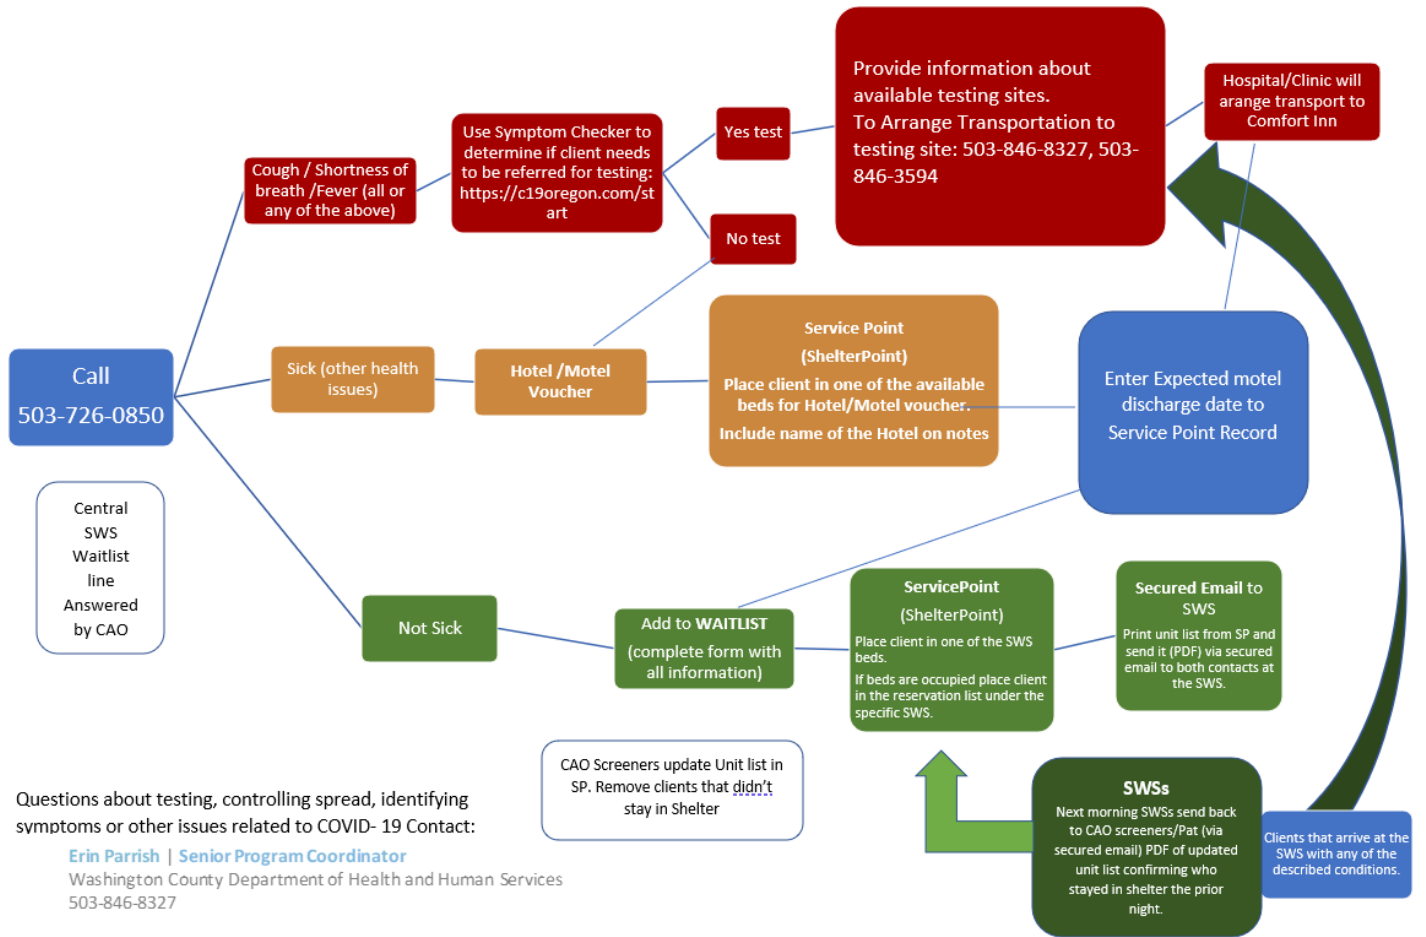 Call
503-726-0850
Central
SWS
Waitlist
line
Answered
by CAO
Cough / Shortness of
breath /Fever (all or
any of the above)
Use Symptom Checker to
determine if client needs
to be referred for testing:
https://c19oregon.com/st
art
Yes test
No test
Provide information about
available testing sites.
To Arrange Transportation to
testing site: 503-846-8327, 503-
846-3594
Hospital/Clinic will
arange transport to
Comfort Inn
Sick (other health
issues)
Hotel /Motel
Voucher
Service Point
(ShelterPoint)
Place client in one of the available
beds for Hotel/Motel voucher.
Include name of the Hotel on notes
Enter Expected motel
discharge date to
Service Point Record
Not Sick
Add to WAITLIST
(complete form with
all information)
ServicePoint
(ShelterPoint)
Place client in one of the SWS
beds.
If beds are occupied place client
in the reservation list under the
specific SWS.
Secured Email to
SWS
Print unit list from SP and
send it (PDF) via secured
email to both contacts at
the SWS.
CAO Screeners update Unit list in
SP. Remove clients that didn't
stay in Shelter
SWSs
Next morning SWSs send back
to CAO screeners/Pat (via
secured email) PDF of updated
unit list confirming who
stayed in shelter the prior
night.
Clients that arrive at the
SWS with any of the
described conditions.
Questions about testing, controlling spread, identifying
symptoms or other issues related to COVID- 19 Contact:
Erin Parrish | Senior Program Coordinator
Washington County Department of Health and Human Services
503-846-8327